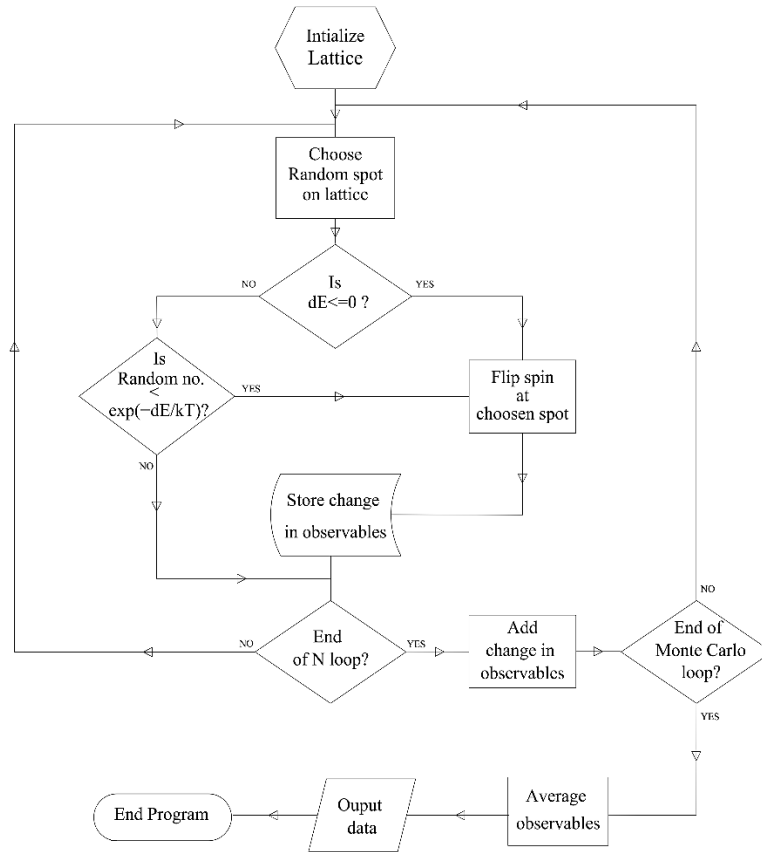 Intialize
Lattice
Choose
Random spot
on lattice
Is
dE<=0 ?
NO
YES
Is
Random no.
<
exp(−dE/kT)?
YES
NO
Flip spin
at
choosen spot
Store change
in observables
End
of N loop?
NO
YES
Add
change in
observables
End of
Monte Carlo
loop?
NO
YES
Average
observables
Ouput
data
End Program